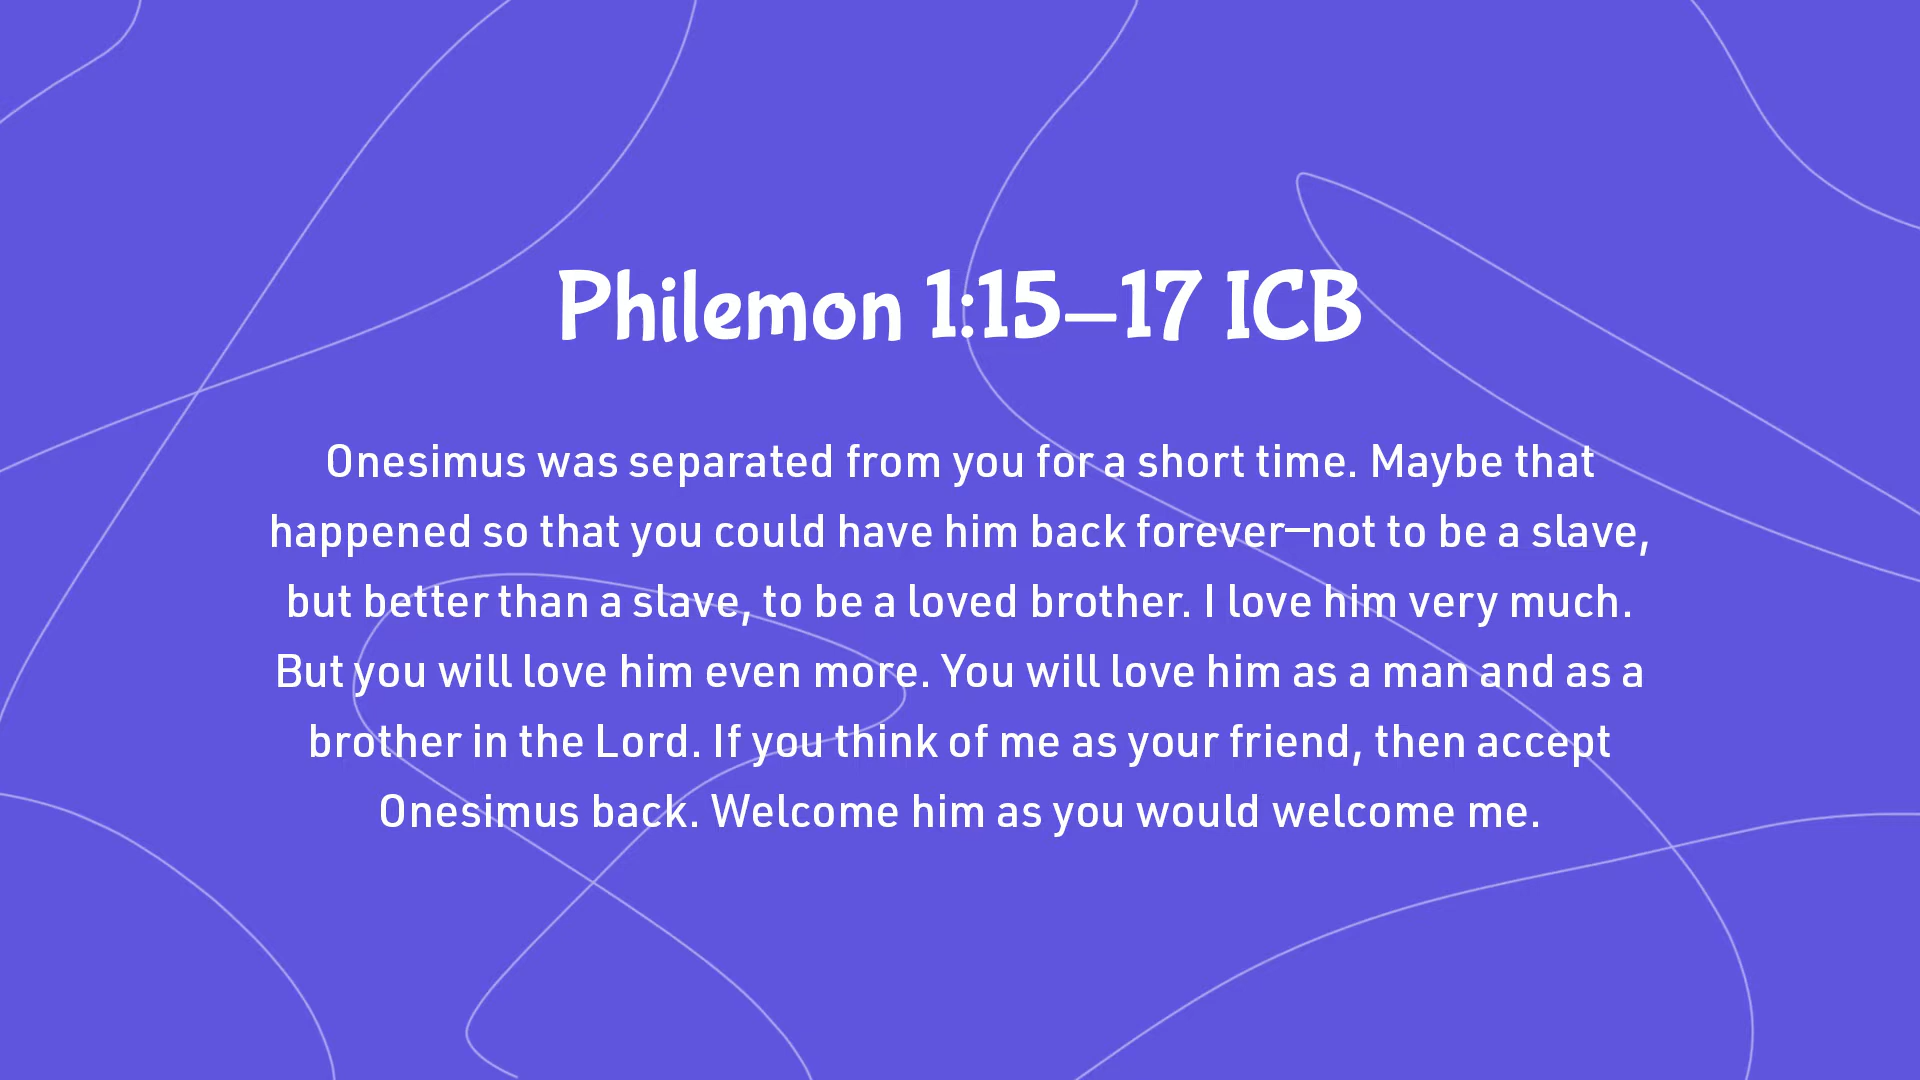 Philemon 1:15–17 ICB
Onesimus was separated from you for a short time. Maybe that
happened so that you could have him back forever—not to be a slave,
but better than a slave, to be a loved brother. I love him very much.
But you will love him even more. You will love him as a man and as a
brother in the Lord. If you think of me as your friend, then accept
Onesimus back. Welcome him as you would welcome me.